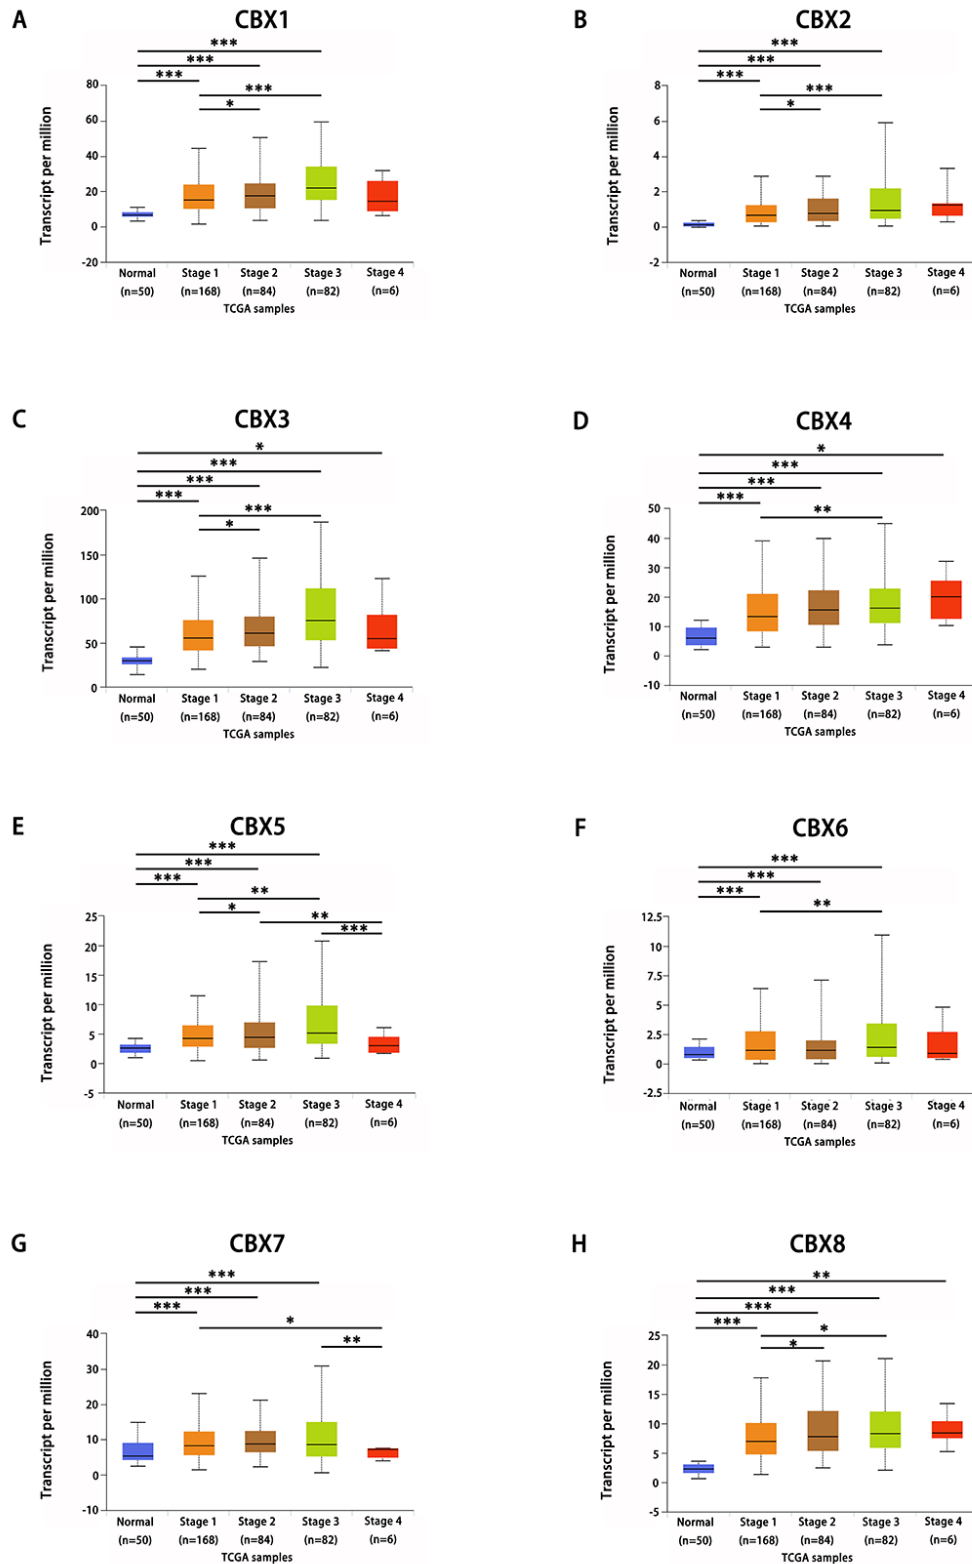 A
CBX1
***
***
***
***
*
Transcript per million
80
60
40
20
0
-20
Normal Stage 1 Stage 2 Stage 3 Stage 4
(n=50) (n=168) (n=84) (n=82) (n=6)
TCGA samples
B
CBX2
***
***
***
***
*
Transcript per million
8
6
4
2
0
-2
Normal Stage 1 Stage 2 Stage 3 Stage 4
(n=50) (n=168) (n=84) (n=82) (n=6)
TCGA samples
C
CBX3
*
***
***
***
***
*
Transcript per million
200
150
100
50
0
Normal Stage 1 Stage 2 Stage 3 Stage 4
(n=50) (n=168) (n=84) (n=82) (n=6)
TCGA samples
D
CBX4
*
***
***
***
**
Transcript per million
50
40
30
20
10
0
-10
Normal Stage 1 Stage 2 Stage 3 Stage 4
(n=50) (n=168) (n=84) (n=82) (n=6)
TCGA samples
E
CBX5
***
***
***
**
*
**
***
Transcript per million
25
20
15
10
5
0
-5
Normal Stage 1 Stage 2 Stage 3 Stage 4
(n=50) (n=168) (n=84) (n=82) (n=6)
TCGA samples
F
CBX6
***
***
***
**
Transcript per million
12.5
7.5
5.0
2.5
0
-2.5
Normal Stage 1 Stage 2 Stage 3 Stage 4
(n=50) (n=168) (n=84) (n=82) (n=6)
TCGA samples
G
CBX7
***
***
***
*
**
Transcript per million
40
30
20
10
0
-10
Normal Stage 1 Stage 2 Stage 3 Stage 4
(n=50) (n=168) (n=84) (n=82) (n=6)
TCGA samples
H
CBX8
**
***
***
***
*
*
Transcript per million
25
20
15
10
5
0
-5
Normal Stage 1 Stage 2 Stage 3 Stage 4
(n=50) (n=168) (n=84) (n=82) (n=6)
TCGA samples